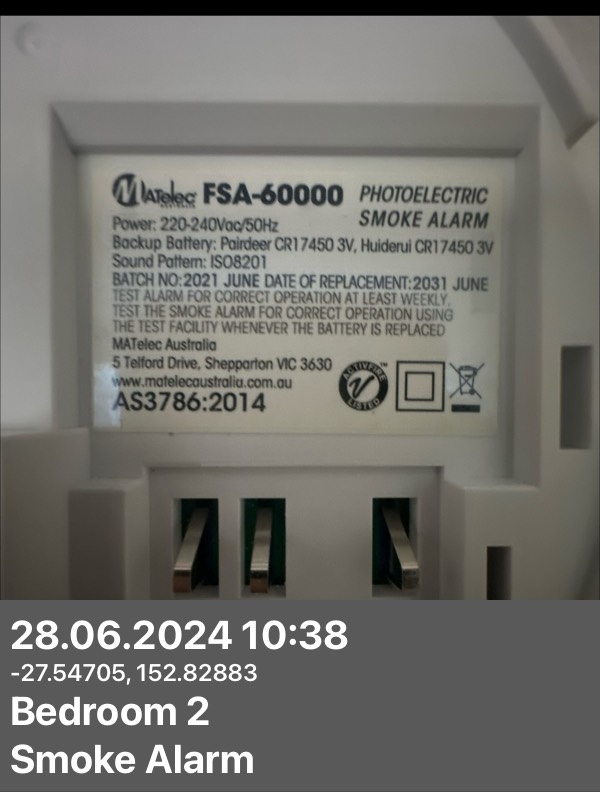 MATelec FSA-60000 PHOTOELECTRIC
AUSTRALIA SMOKE ALARM
Power: 220-240Vac/50Hz
Backup Battery: Pairdeer CR17450 3V, Huiderui CR17450 3V
Sound Pattern: ISO8201
BATCH NO:2021 JUNE DATE OF REPLACEMENT:2031 JUNE
TEST ALARM FOR CORRECT OPERATION AT LEAST WEEKLY.
TEST THE SMOKE ALARM FOR CORRECT OPERATION USING
THE TEST FACILITY WHENEVER THE BATTERY IS REPLACED
MATelec Australia
5 Telford Drive, Shepparton VIC 3630
www.matelecaustralia.com.au
AS3786:2014
ACTIVFIRE
LISTED
28.06.2024 10:38
-27.54705, 152.82883
Bedroom 2
Smoke Alarm